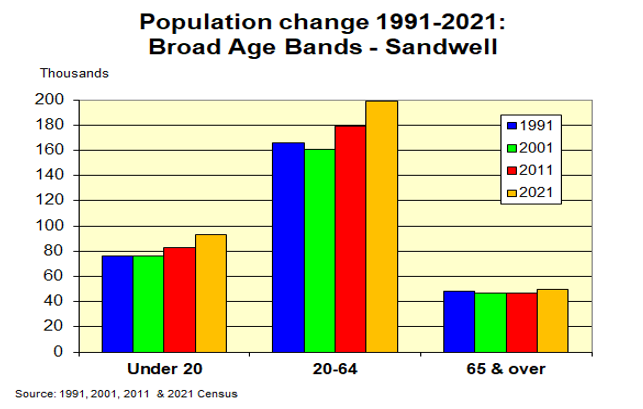 Population change 1991-2021:
Broad Age Bands - Sandwell
Thousands
200
180
160
140
120
100
80
60
40
20
0
1991
2001
2011
2021
Under 20
20-64
65 & over
Source: 1991, 2001, 2011 & 2021 Census